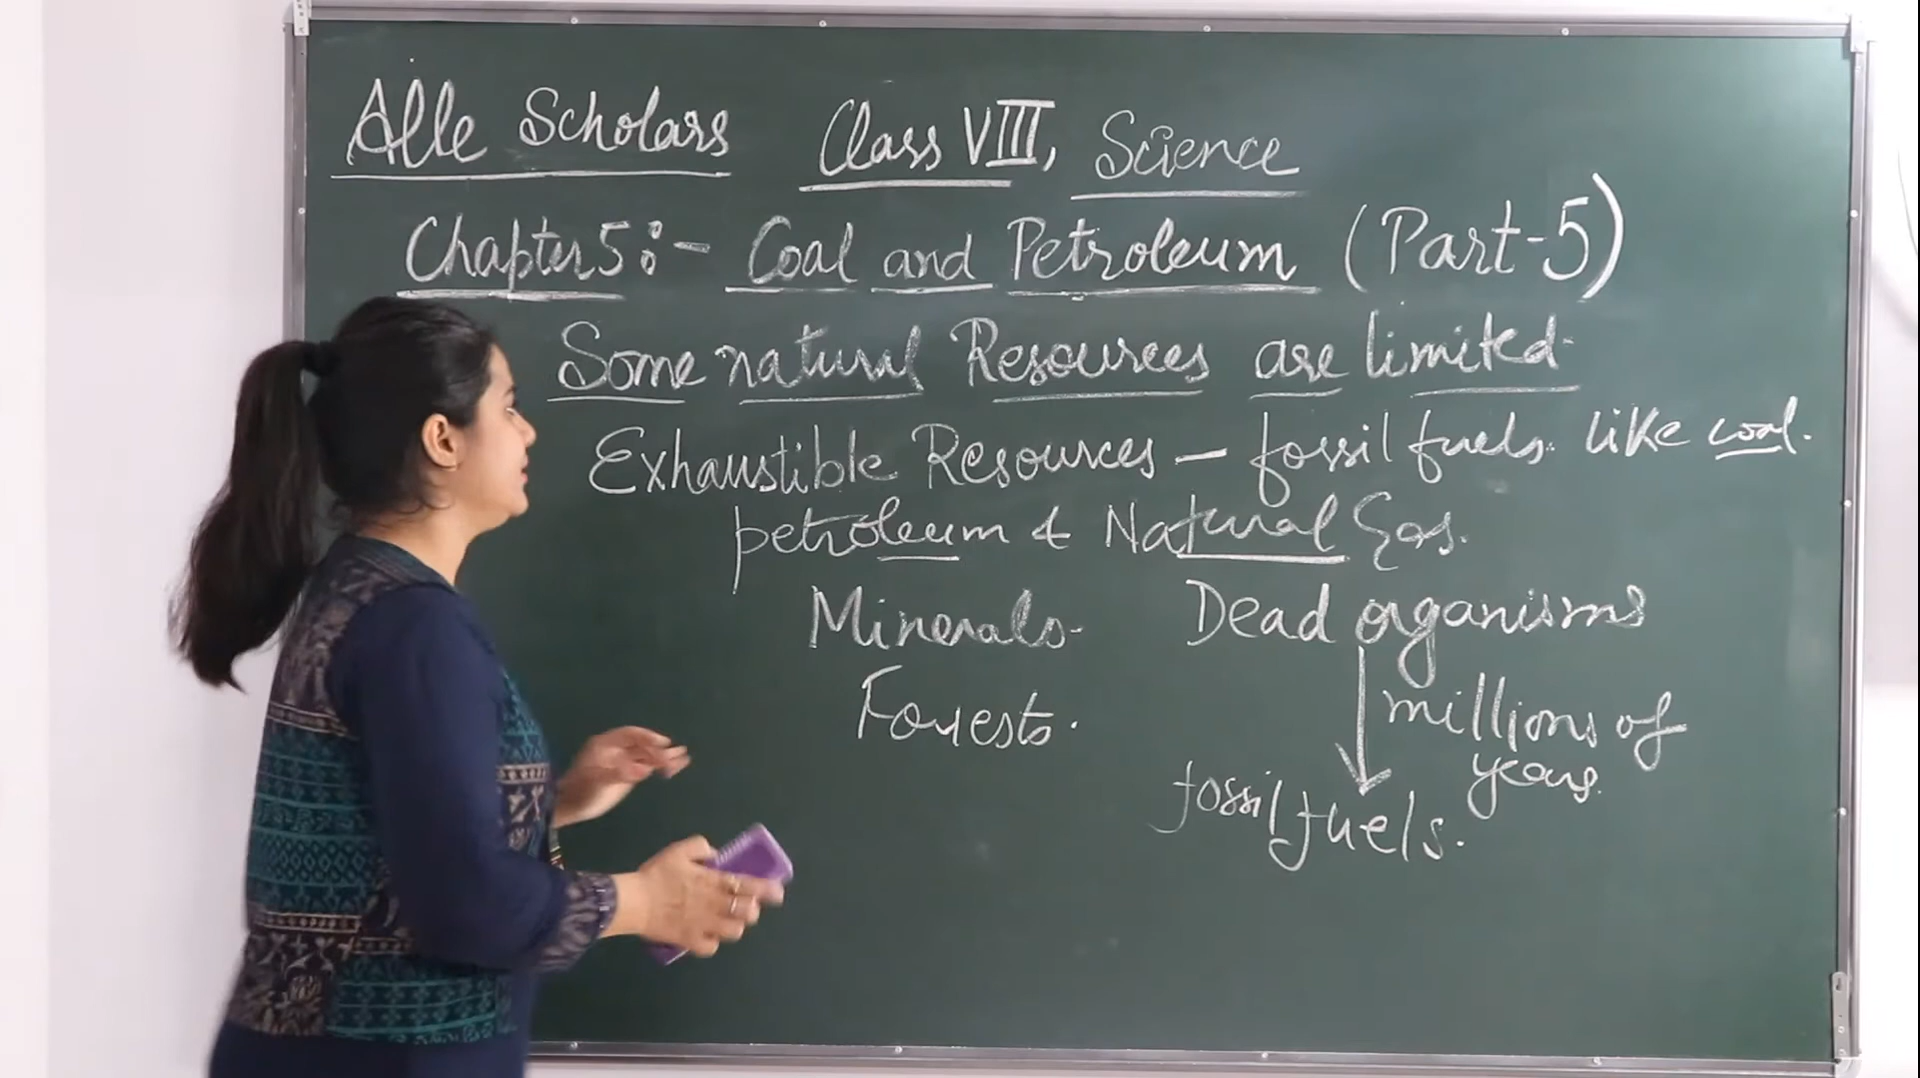 Alle Scholars Class VIII, Science
Chapter 5:- Coal and Petroleum (Part-5)
Some natural Resources are limited.
Exhaustible Resources - fossil fuels. like coal.
petroleum & Natural Gas.
Minerals. Dead organisms
Forests. millions of
years.
fossil fuels.